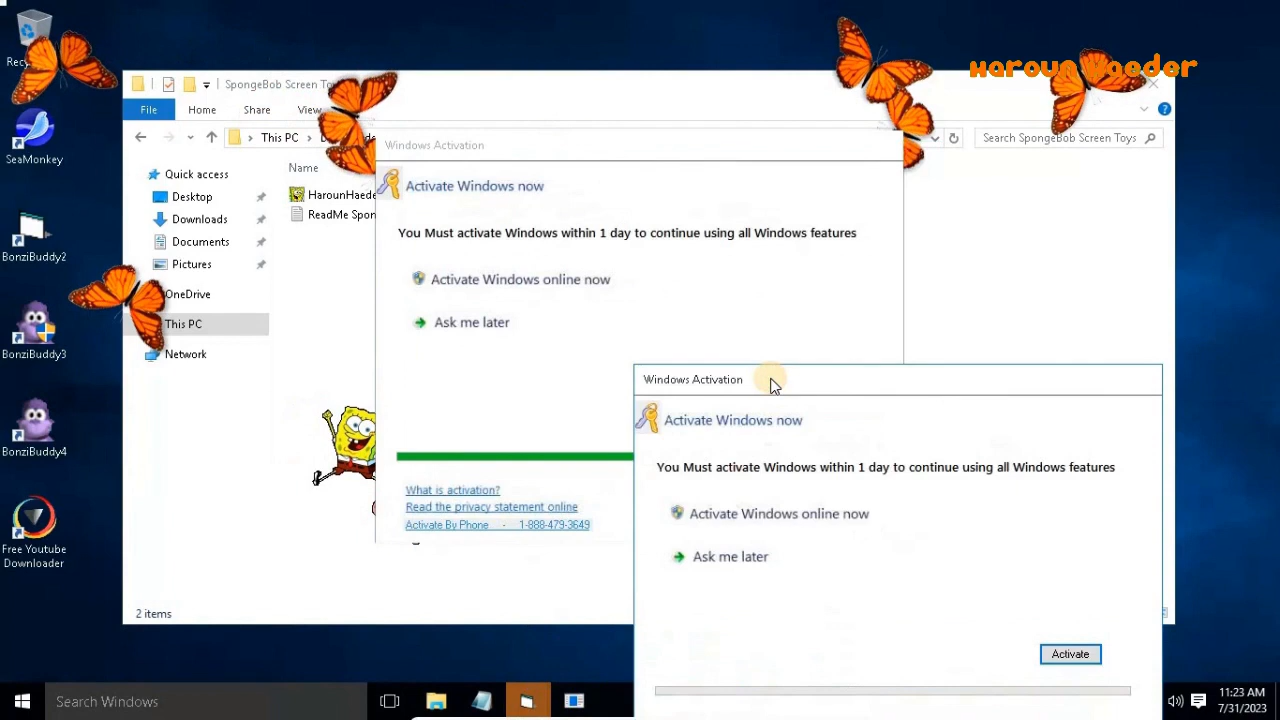 Haroun Haeder
Recy
SeaMonkey
BonziBuddy2
BonziBuddy3
BonziBuddy4
Free Youtube
Downloader
SpongeBob Screen To
File
Home
Share
View
This PC
Search SpongeBob Screen Toys
Quick access
Desktop
Downloads
Documents
Pictures
OneDrive
This PC
Network
Name
HarounHaede
ReadMe Spon
2 items
Windows Activation
Activate Windows now
You Must activate Windows within 1 day to continue using all Windows features
Activate Windows online now
Ask me later
What is activation?
Read the privacy statement online
Activate By Phone - 1-888-479-3649
Windows Activation
Activate Windows now
You Must activate Windows within 1 day to continue using all Windows features
Activate Windows online now
Ask me later
Activate
Search Windows
11:23 AM
7/31/2023